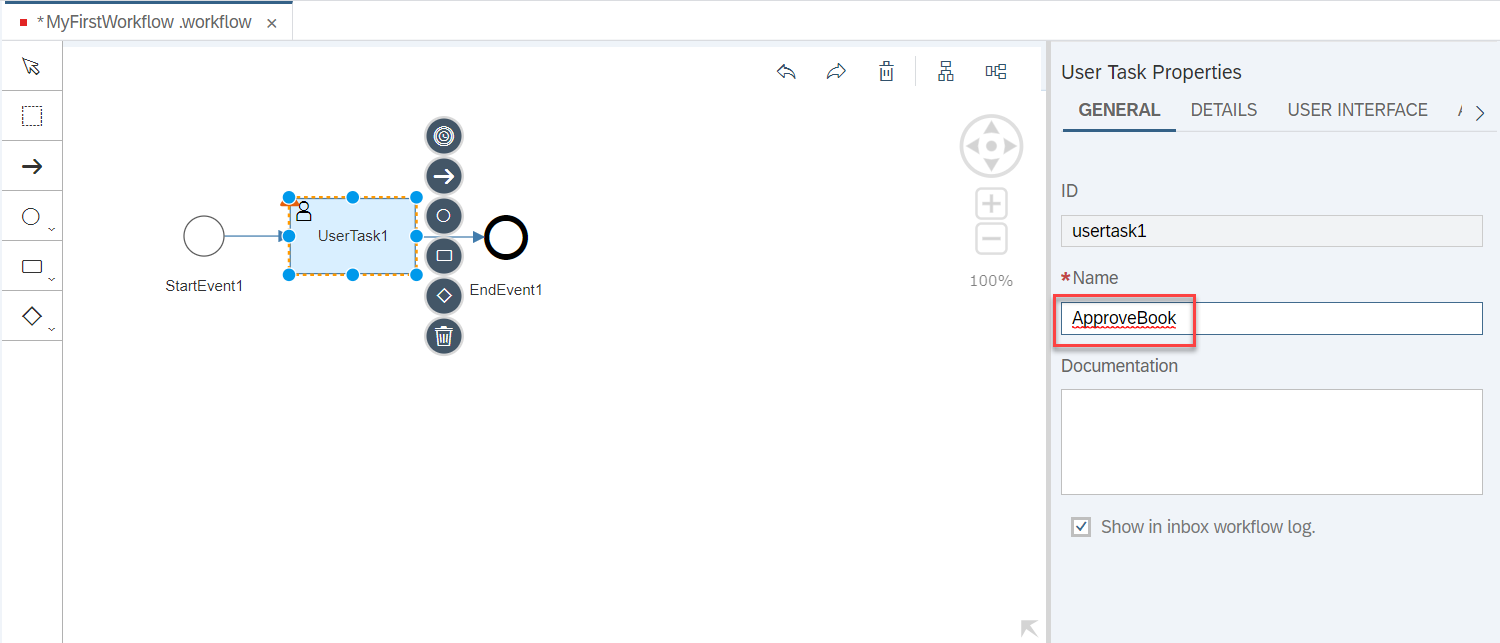 *MyFirstWorkflow .workflow ×
User Task Properties
GENERAL DETAILS USER INTERFACE
ID
usertask1
*Name
ApproveBook
Documentation
Show in inbox workflow log.
UserTask1
StartEvent1
EndEvent1
100%